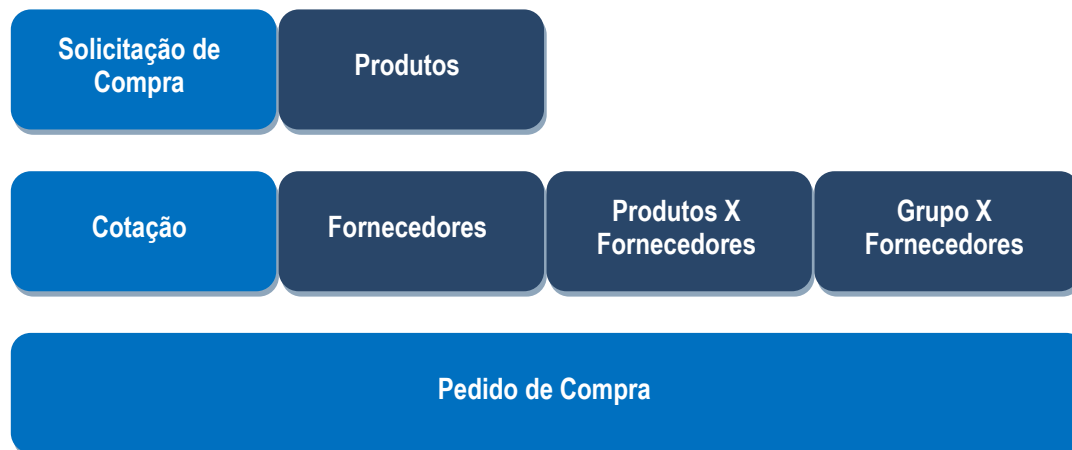 Solicitação de
Compra
Produtos
Cotação
Fornecedores
Produtos X
Fornecedores
Grupo X
Fornecedores
Pedido de Compra